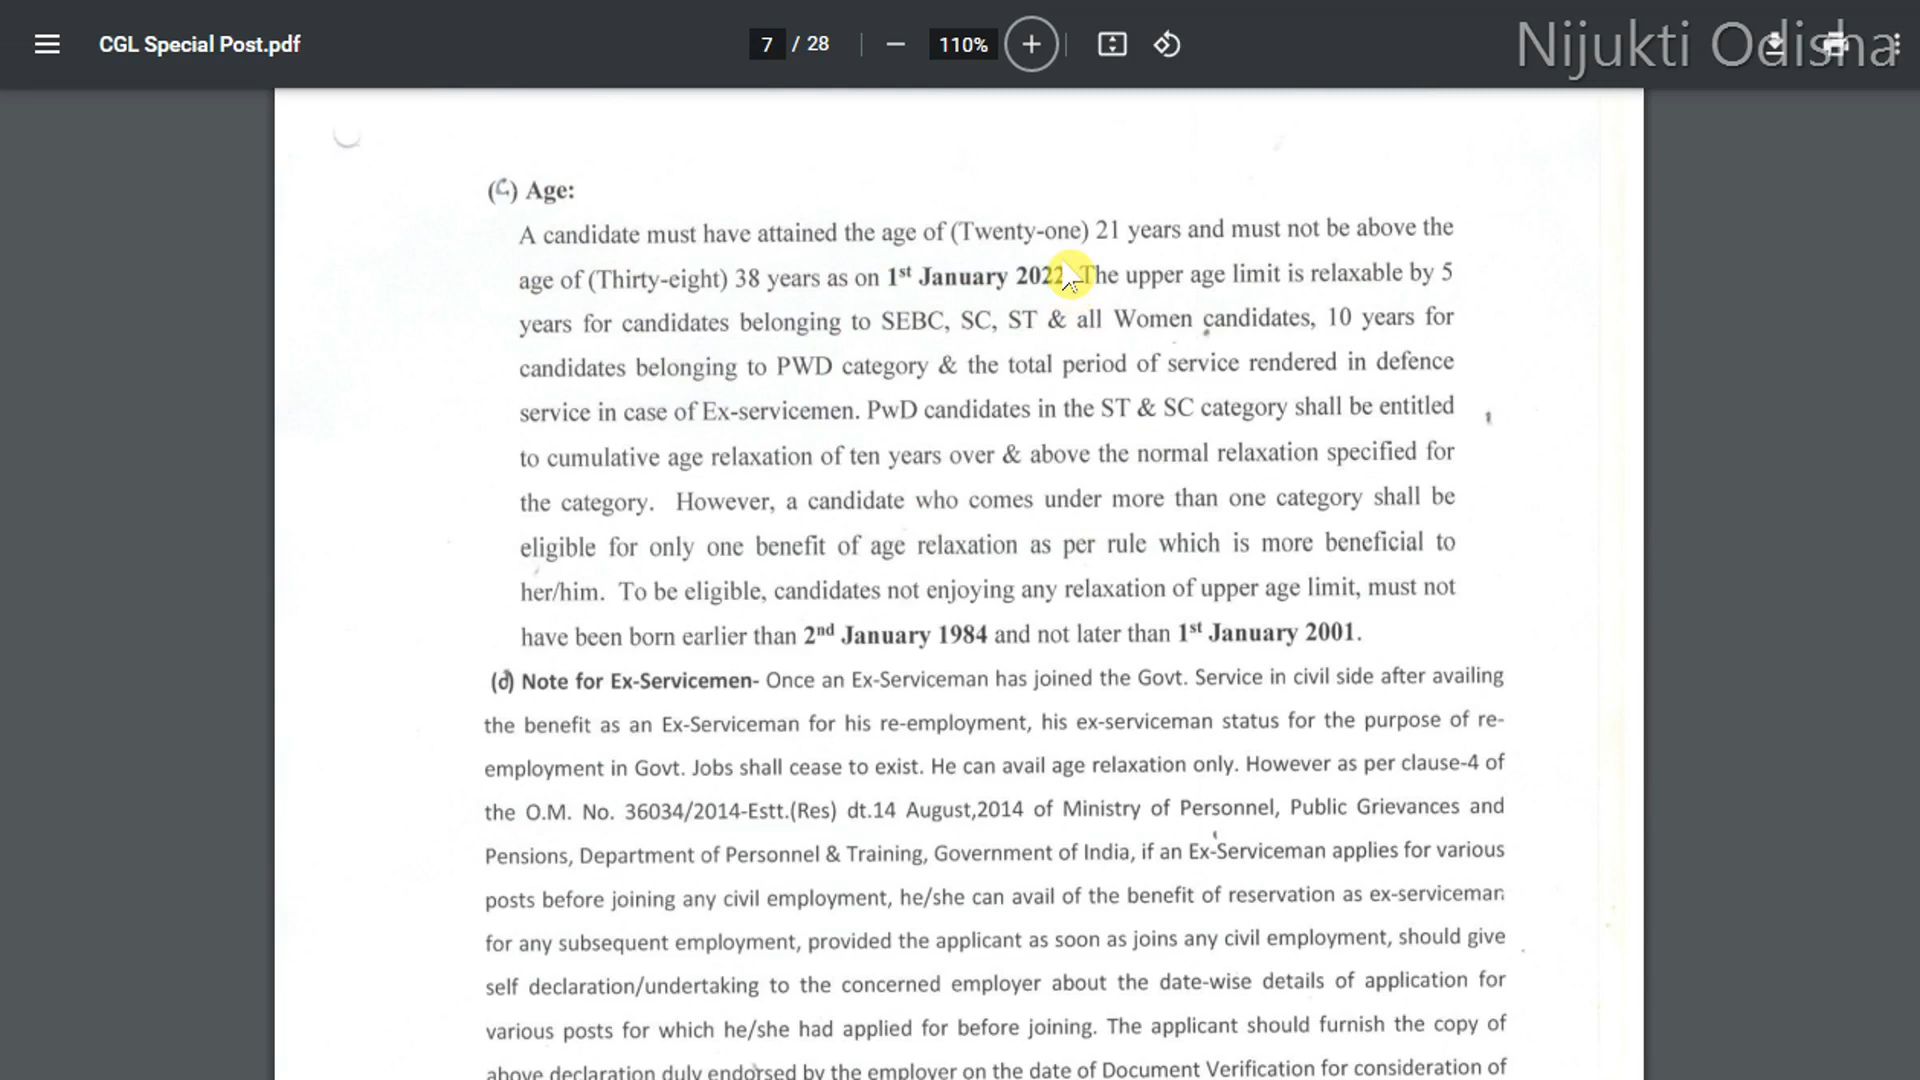 CGL Special Post.pdf
7 / 28
110%
Nijukti Odisha
(C) Age:
A candidate must have attained the age of (Twenty-one) 21 years and must not be above the
age of (Thirty-eight) 38 years as on 1st January 2022. The upper age limit is relaxable by 5
years for candidates belonging to SEBC, SC, ST & all Women candidates, 10 years for
candidates belonging to PWD category & the total period of service rendered in defence
service in case of Ex-servicemen. PwD candidates in the ST & SC category shall be entitled
to cumulative age relaxation of ten years over & above the normal relaxation specified for
the category. However, a candidate who comes under more than one category shall be
eligible for only one benefit of age relaxation as per rule which is more beneficial to
her/him. To be eligible, candidates not enjoying any relaxation of upper age limit, must not
have been born earlier than 2nd January 1984 and not later than 1st January 2001.
(d) Note for Ex-Servicemen- Once an Ex-Serviceman has joined the Govt. Service in civil side after availing
the benefit as an Ex-Serviceman for his re-employment, his ex-serviceman status for the purpose of re-
employment in Govt. Jobs shall cease to exist. He can avail age relaxation only. However as per clause-4 of
the O.M. No. 36034/2014-Estt.(Res) dt.14 August,2014 of Ministry of Personnel, Public Grievances and
Pensions, Department of Personnel & Training, Government of India, if an Ex-Serviceman applies for various
posts before joining any civil employment, he/she can avail of the benefit of reservation as ex-serviceman
for any subsequent employment, provided the applicant as soon as joins any civil employment, should give
self declaration/undertaking to the concerned employer about the date-wise details of application for
various posts for which he/she had applied for before joining. The applicant should furnish the copy of
above declaration duly endorsed by the employer on the date of Document Verification for consideration of